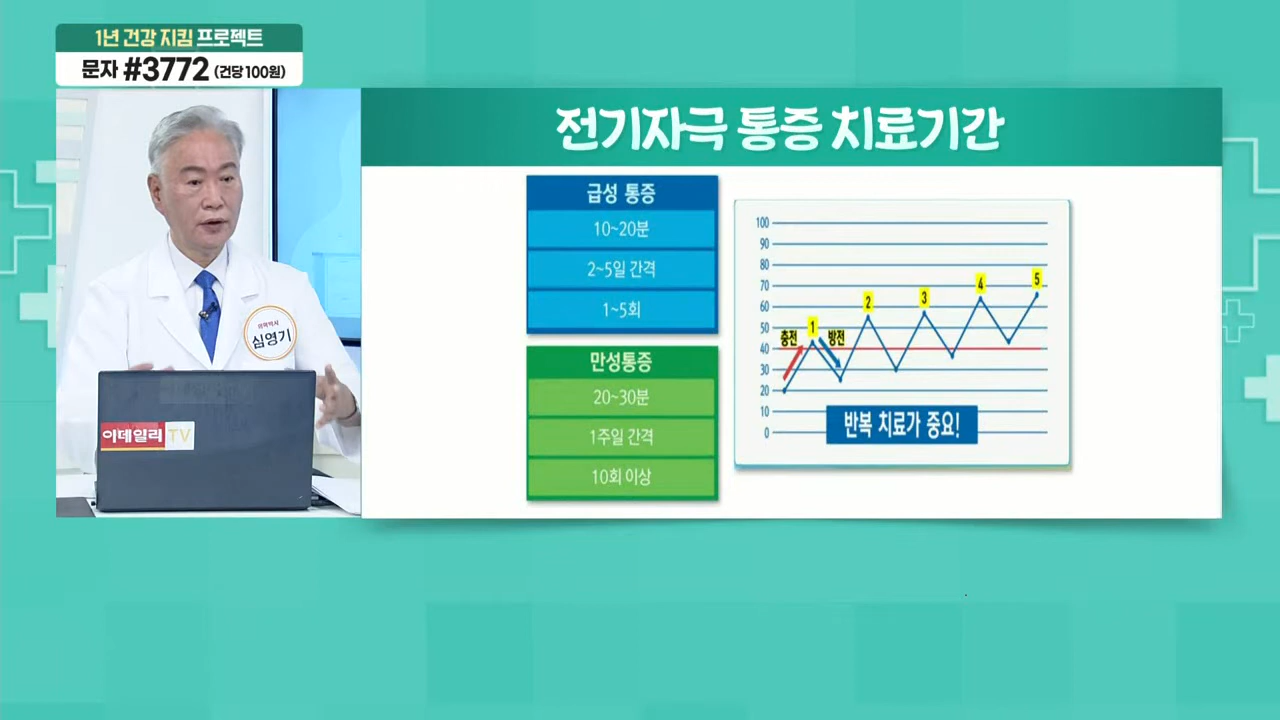 1년 건강 지킴 프로젝트
문자 #3772 (건당 100원)
전기자극 통증 치료기간
급성 통증
10~20분
2~5일 간격
1~5회
만성통증
20~30분
1주일 간격
10회 이상
100
90
80
70
60
50
40
30
20
10
0
충전
1
방전
2
3
4
5
반복 치료가 중요!
의학박사
심영기
이데일리 TV